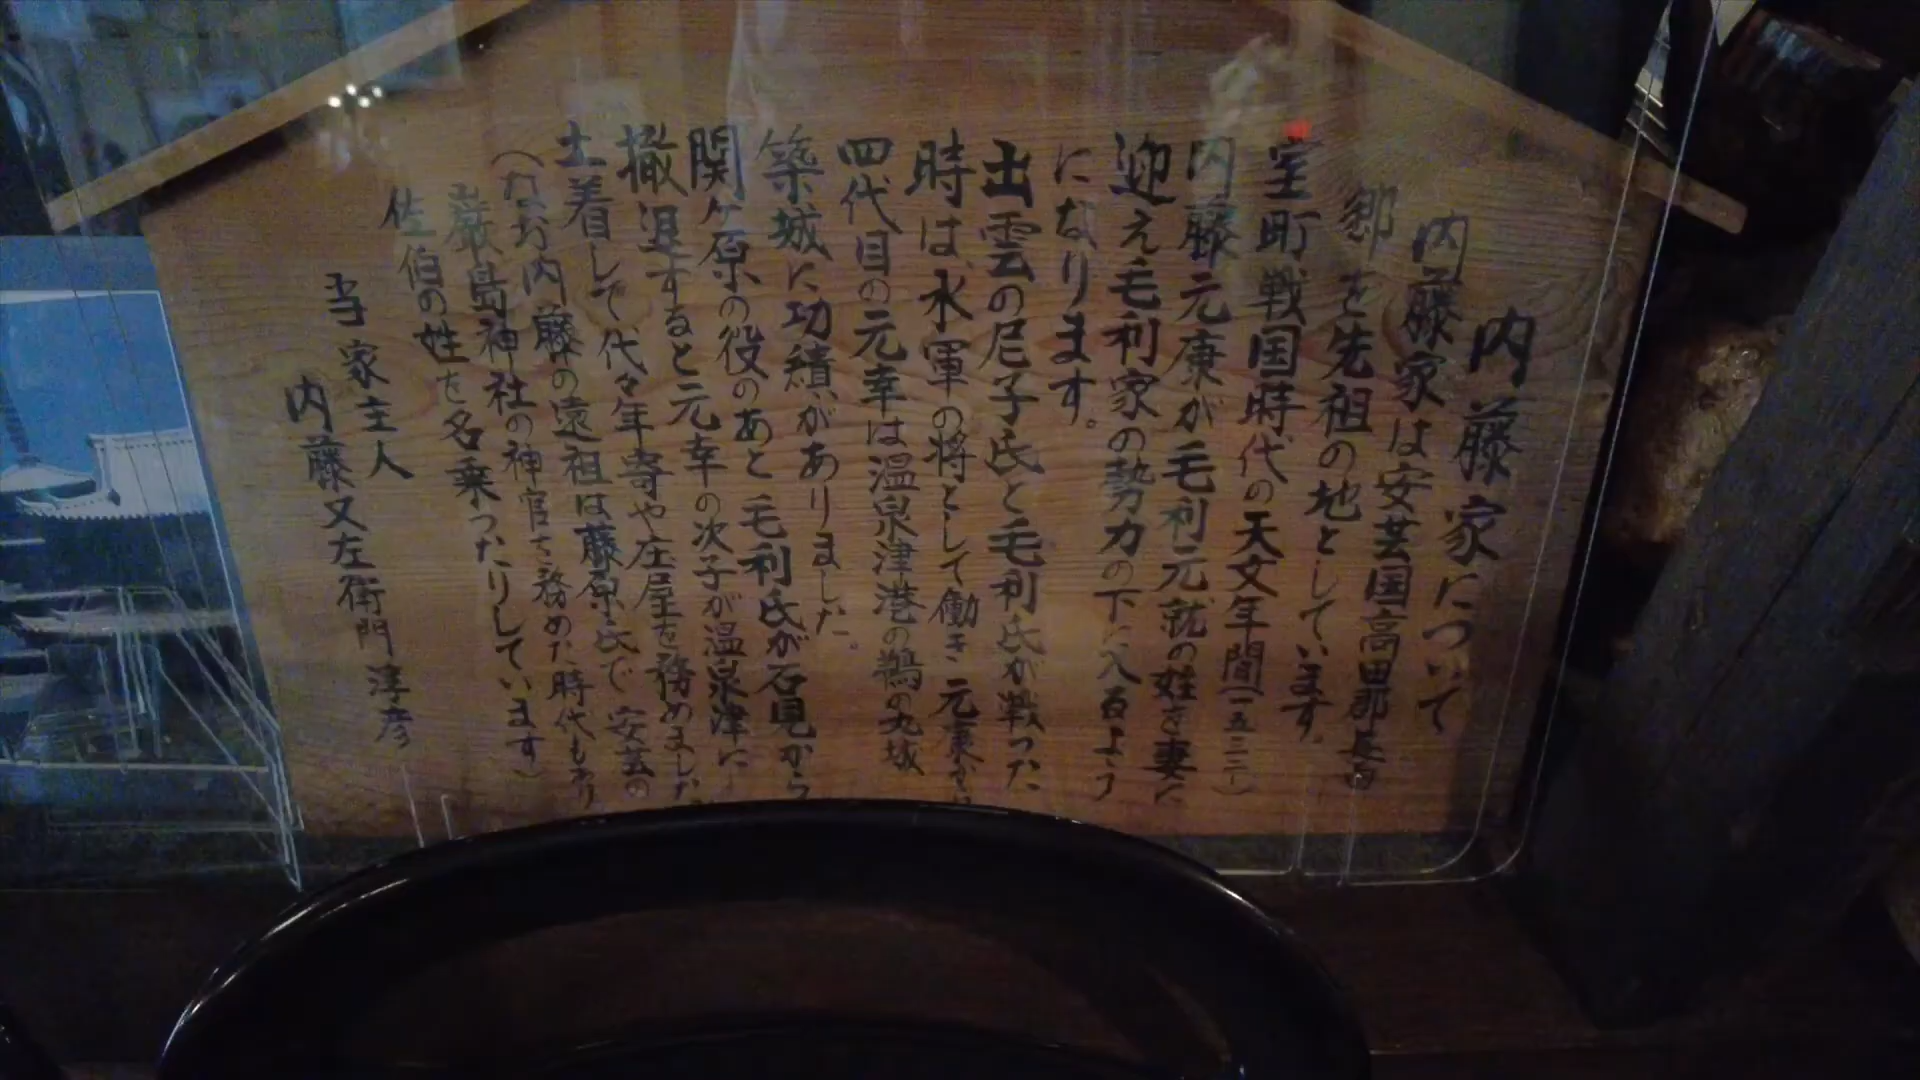 内藤家について
内藤家は安芸国高田郡長田
郷を先祖の地としています。
室町戦国時代の天文年間(一五三二~)
内藤元康が毛利元就の姪を妻に
迎え毛利家の勢力の下に入るよう
になります。
出雲の尼子氏と毛利氏が戦った
時は、水軍の将として働き元康から
四代目の元幸は温泉津港の鵜の丸城
築城に功績がありました。
関ヶ原の役のあと毛利氏が石見から
撤退すると元幸の次子が温泉津に
土着して代々年寄や庄屋を務めました
(なお内藤の遠祖は藤原氏で安芸の
厳島神社の神官を務めた時代もあり
佐伯の姓を名乗ったりしています)
当家主人
内藤又左衛門淳彦